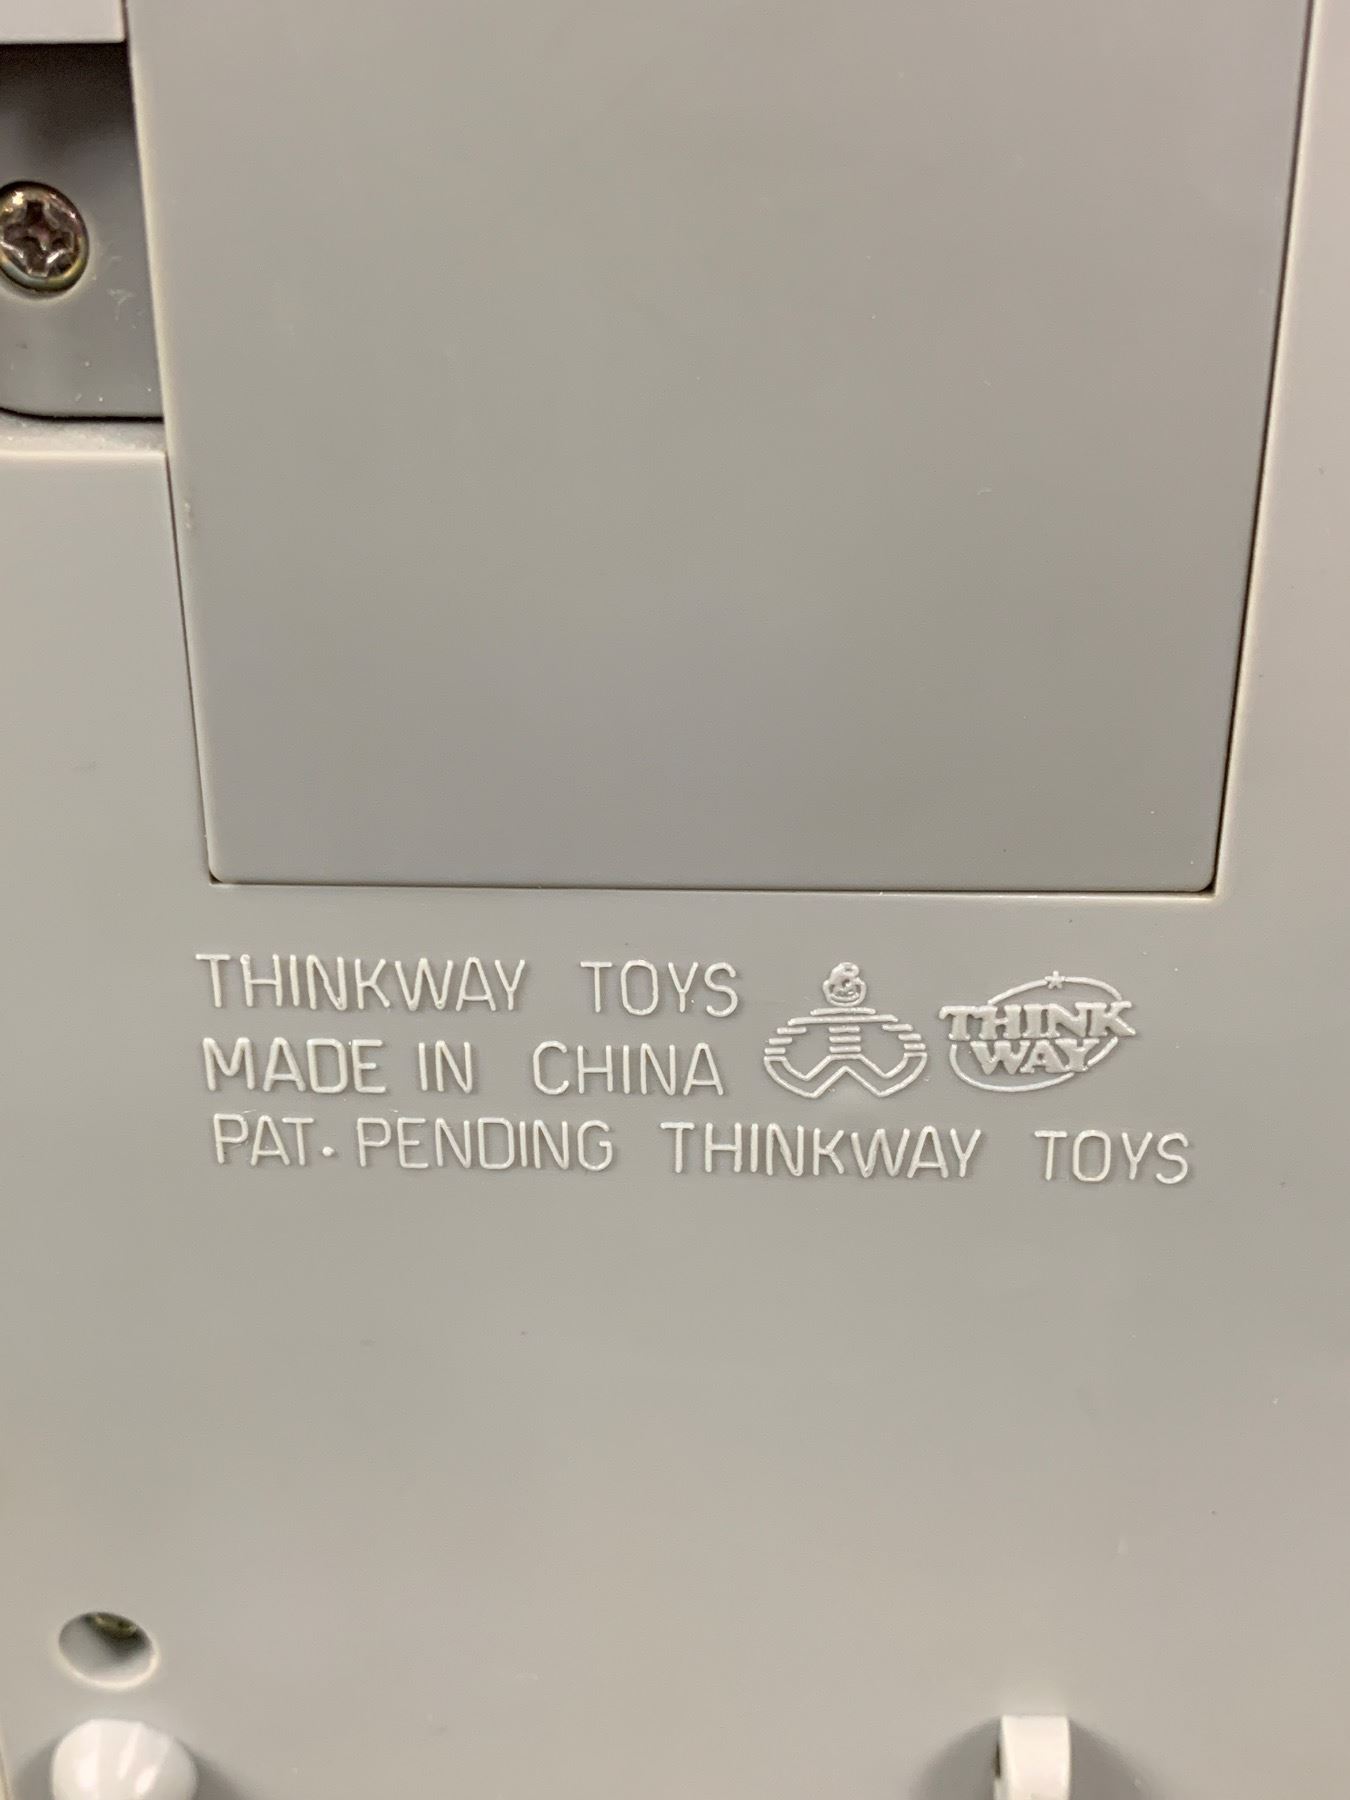 THINKWAY TOYS
MADE IN CHINA
THINK
WAY
PAT. PENDING THINKWAY TOYS